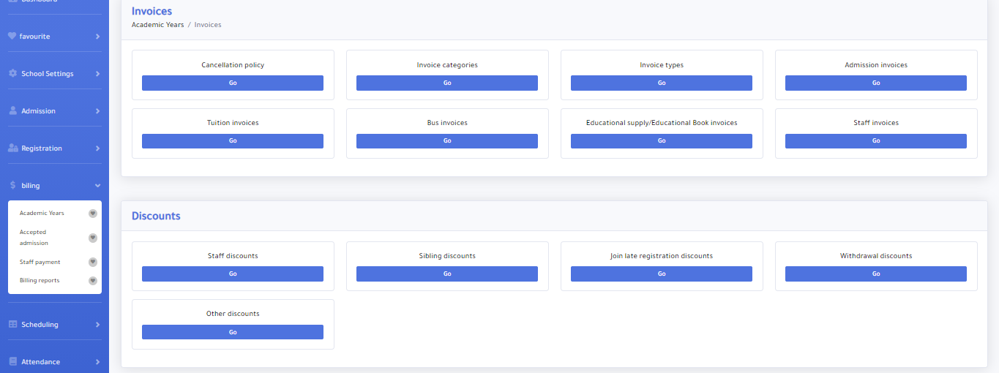 Dashboard
favourite
School Settings
Admission
Registration
biling
Academic Years
Accepted
admission
Staff payment
Billing reports
Scheduling
Attendance
Invoices
Academic Years / Invoices
Cancellation policy
Go
Invoice categories
Go
Invoice types
Go
Admission invoices
Go
Tuition invoices
Go
Bus invoices
Go
Educational supply/Educational Book invoices
Go
Staff invoices
Go
Discounts
Staff discounts
Go
Sibling discounts
Go
Join late registration discounts
Go
Withdrawal discounts
Go
Other discounts
Go